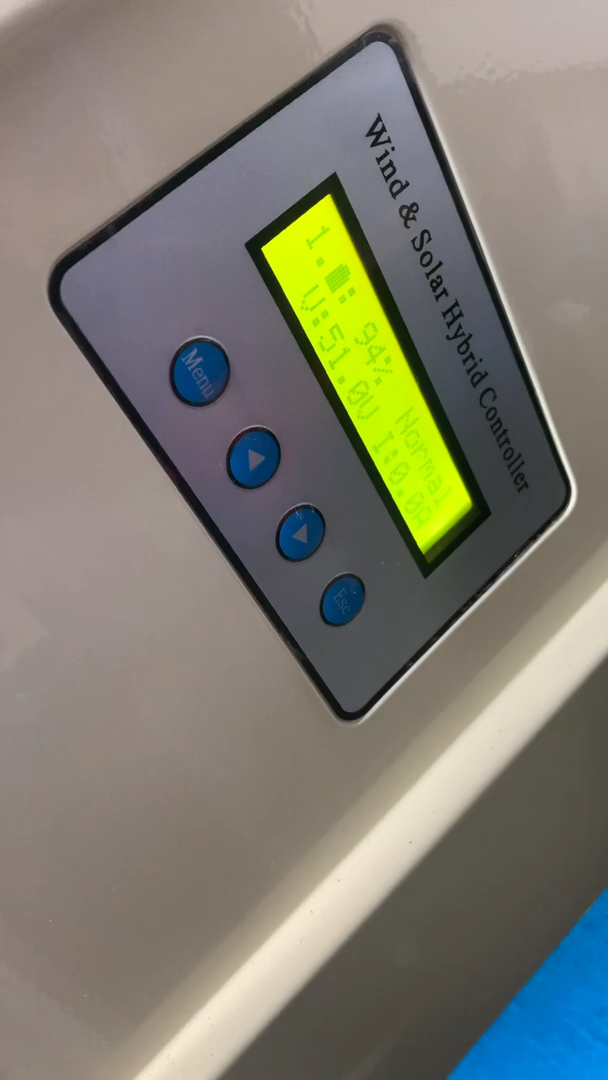 Wind & Solar Hybrid Controller
1. : 94% Normal
U:51.0V I:0.0A
Menu
Esc